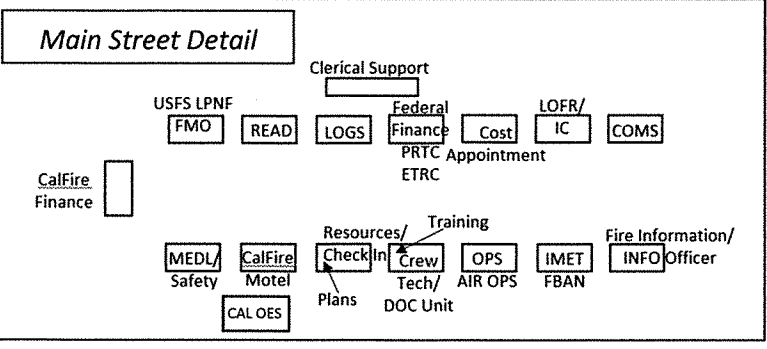 Main Street Detail
Clerical Support
USFS LPNF
FMO
READ
LOGS
Federal
Finance
PRTC
ETRC
Cost
Appointment
LOFR/
IC
COMS
CalFire
Finance
MEDL/
Safety
CalFire
Motel
CAL OES
Resources/
Check In
Plans
Training
Crew
Tech/
DOC Unit
OPS
AIR OPS
IMET
FBAN
Fire Information/
INFO Officer